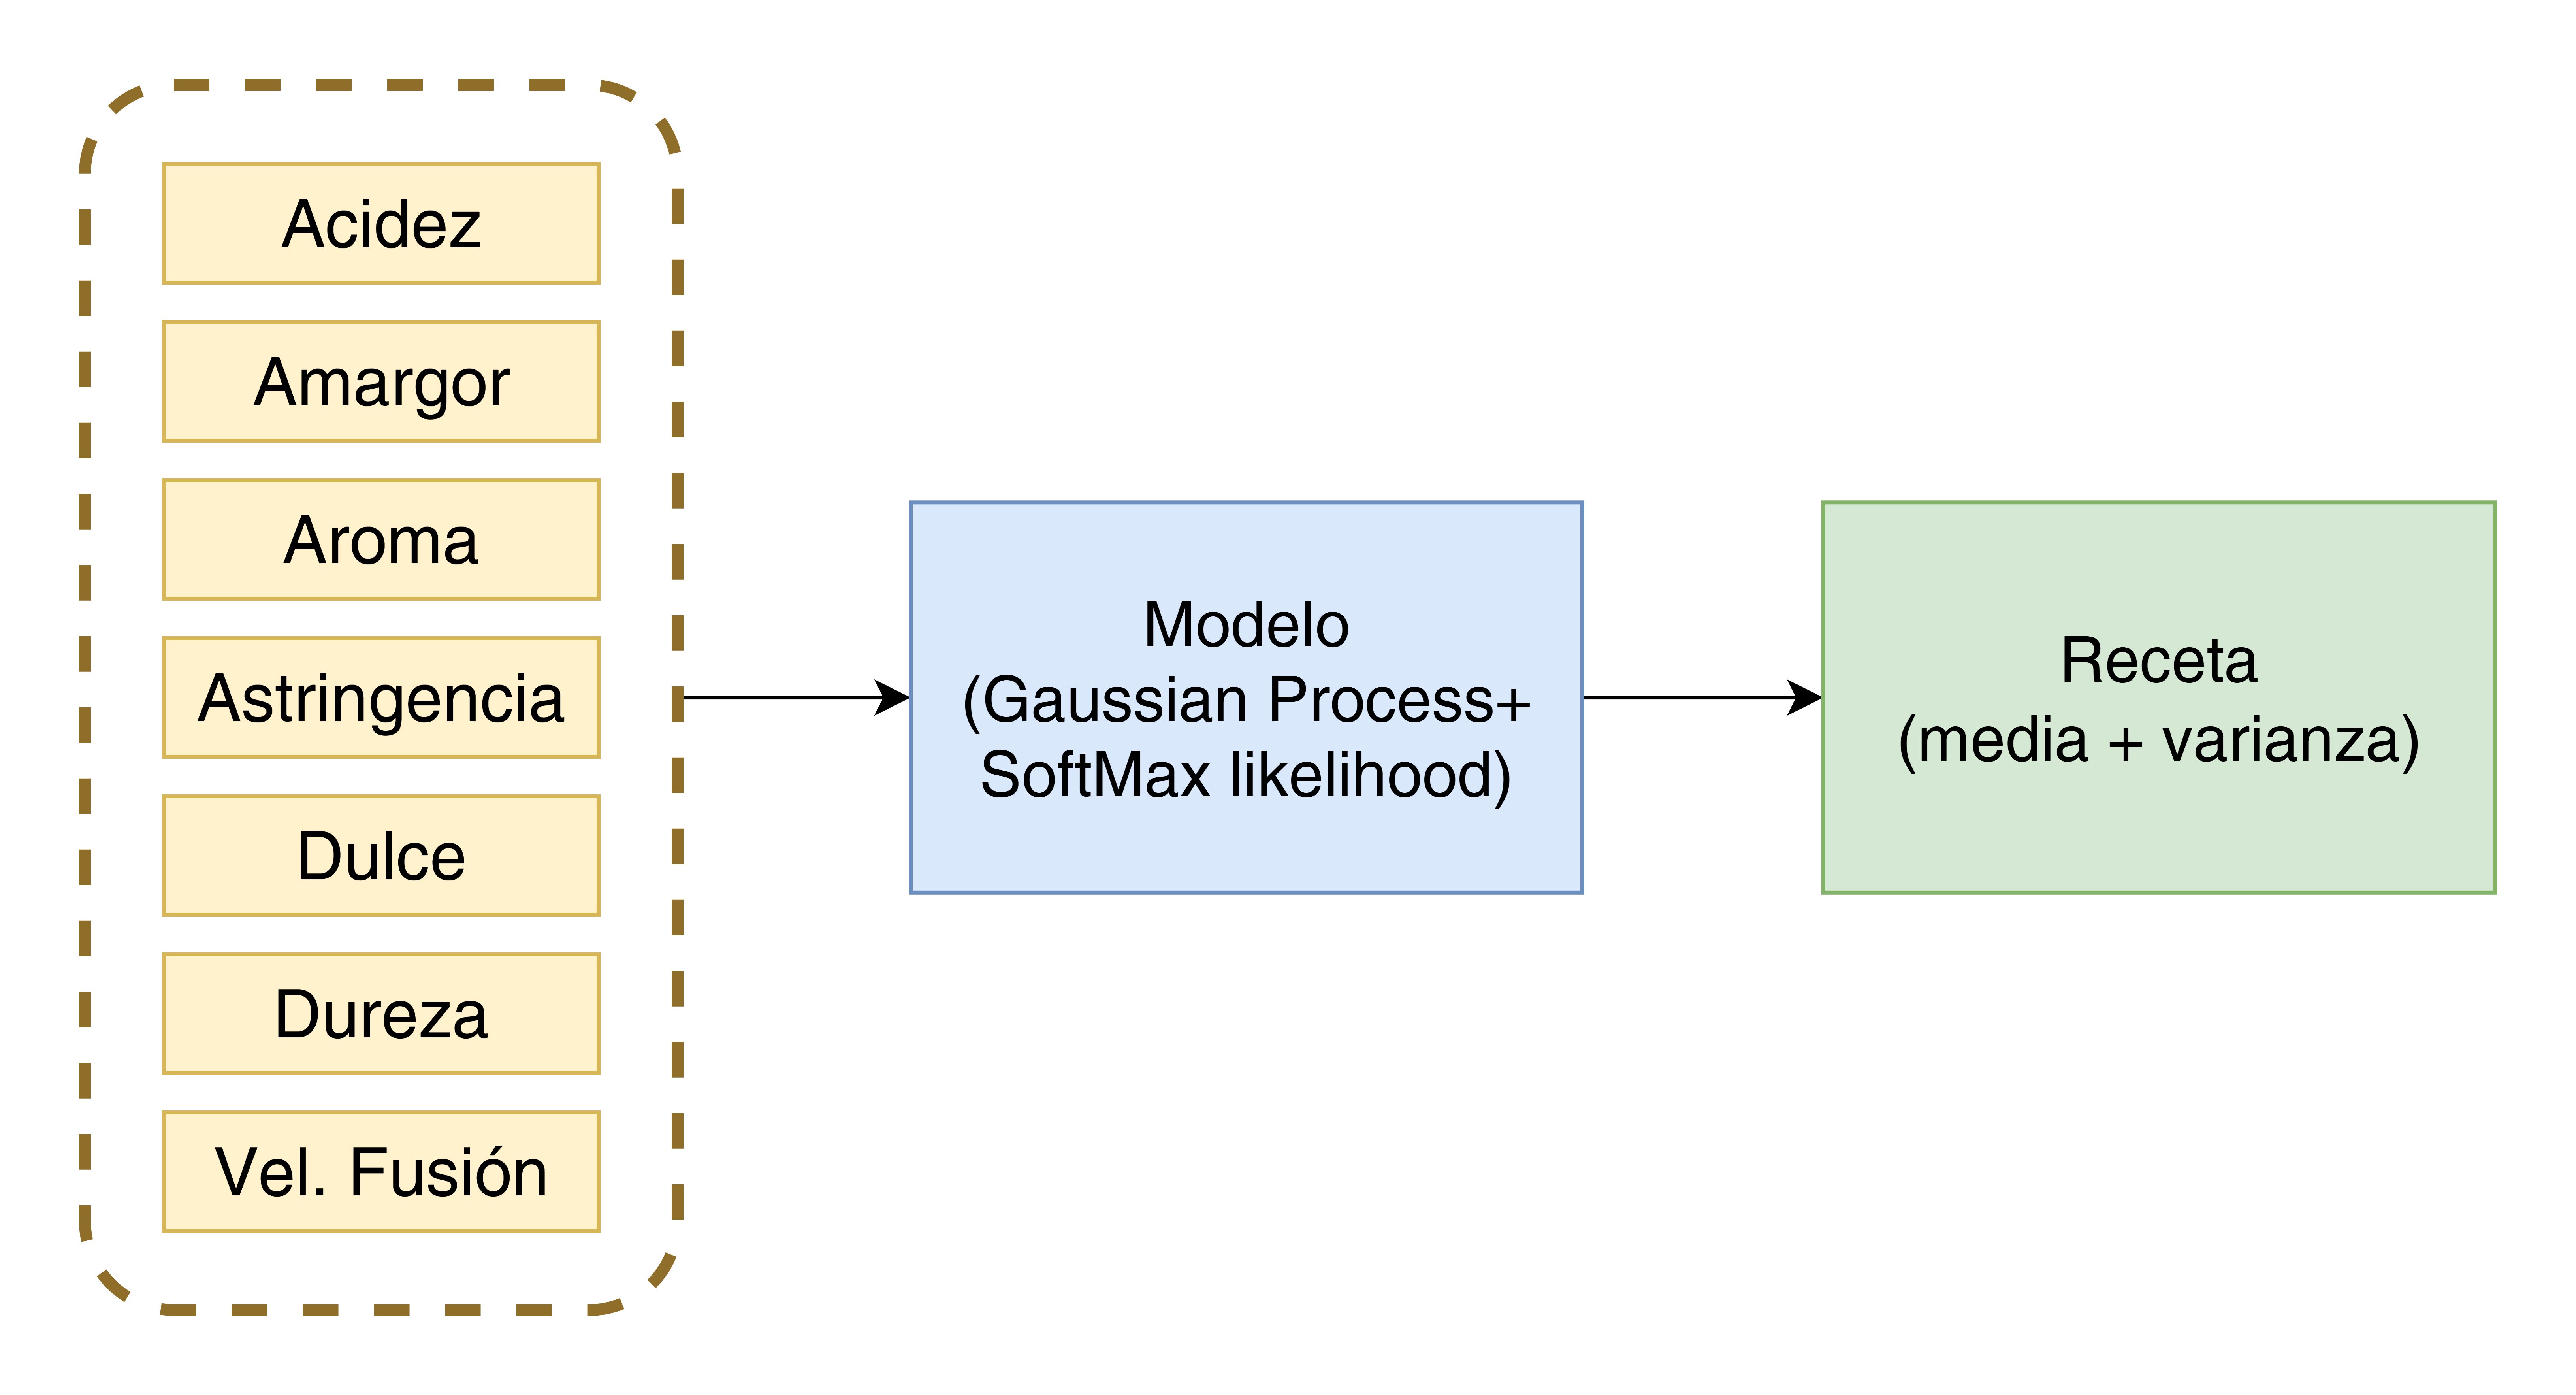 Acidez
Amargor
Aroma
Astringencia
Dulce
Dureza
Vel. Fusión
Modelo
(Gaussian Process+
SoftMax likelihood)
Receta
(media + varianza)